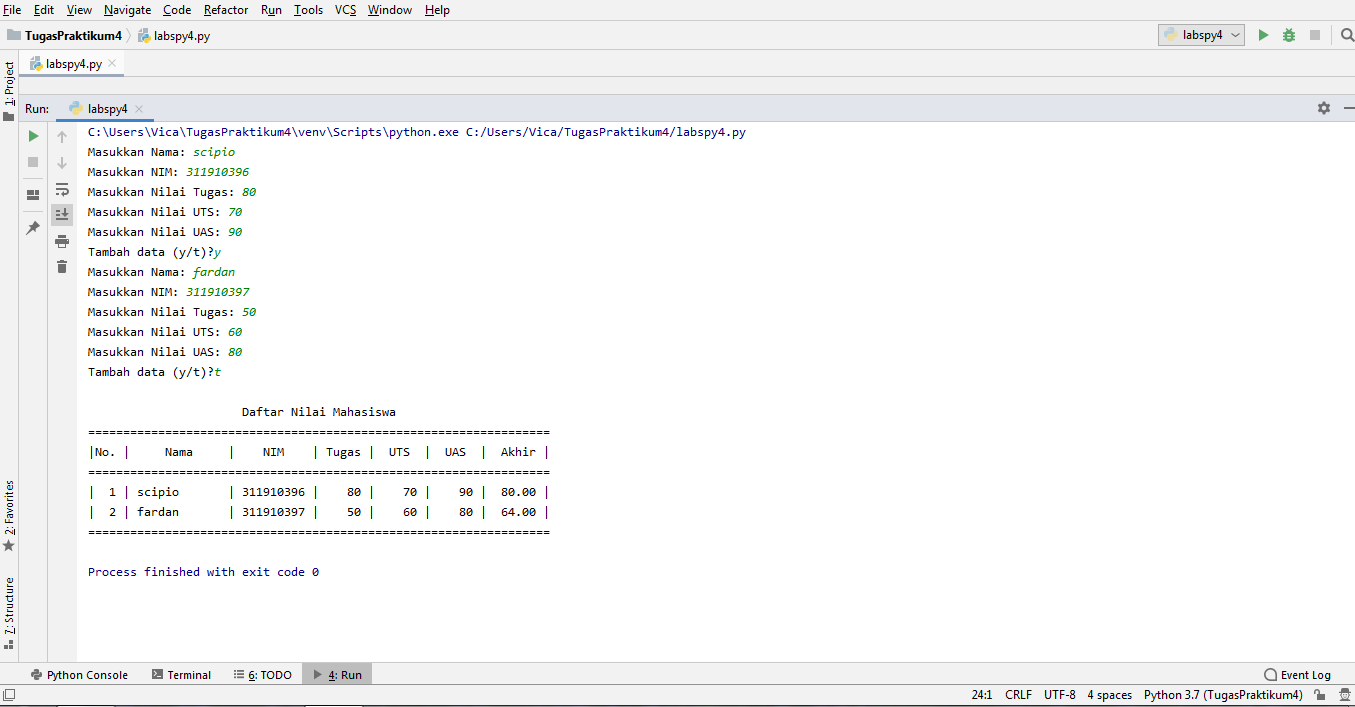 File Edit View Navigate Code Refactor Run Tools VCS Window Help
TugasPraktikum4 labspy4.py labspy4
labspy4.py
1: Project
Run: labspy4
C:\Users\Vica\TugasPraktikum4\venv\Scripts\python.exe C:/Users/Vica/TugasPraktikum4/labspy4.py
Masukkan Nama: scipio
Masukkan NIM: 311910396
Masukkan Nilai Tugas: 80
Masukkan Nilai UTS: 70
Masukkan Nilai UAS: 90
Tambah data (y/t)?y
Masukkan Nama: fardan
Masukkan NIM: 311910397
Masukkan Nilai Tugas: 50
Masukkan Nilai UTS: 60
Masukkan Nilai UAS: 80
Tambah data (y/t)?t
Daftar Nilai Mahasiswa
==================================================================
|No. |     Nama     |    NIM    | Tugas |  UTS  |  UAS  |  Akhir |
==================================================================
|  1 | scipio       | 311910396 |    80 |    70 |    90 |  80.00 |
|  2 | fardan       | 311910397 |    50 |    60 |    80 |  64.00 |
==================================================================
Process finished with exit code 0
2: Favorites
7: Structure
Python Console Terminal 6: TODO 4: Run Event Log
24:1 CRLF UTF-8 4 spaces Python 3.7 (TugasPraktikum4)